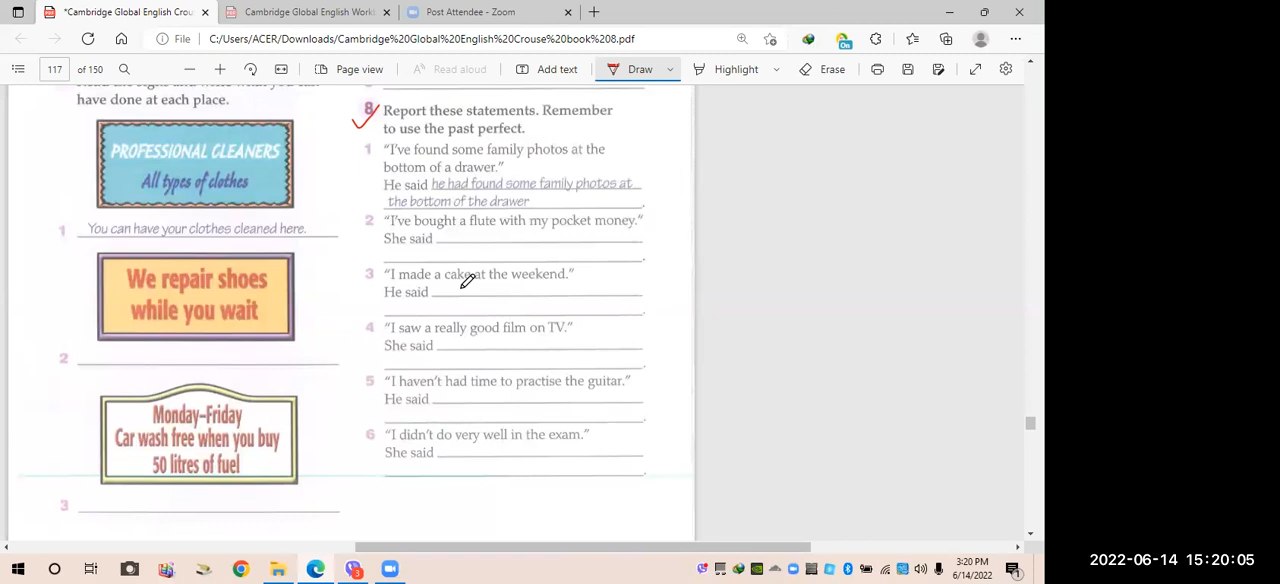 *Cambridge Global English Crou
Cambridge Global English Workb
Post Attendee - Zoom
File
C:/Users/ACER/Downloads/Cambridge%20Global%20English%20Crouse%20book%208.pdf
117 of 150
Page view
Read aloud
Add text
Draw
Highlight
Erase
have done at each place.
PROFESSIONAL CLEANERS
All types of clothes
1 You can have your clothes cleaned here.
We repair shoes
while you wait
2
Monday–Friday
Car wash free when you buy
50 litres of fuel
3
8 Report these statements. Remember
to use the past perfect.
1 “I’ve found some family photos at the
bottom of a drawer.”
He said he had found some family photos at
the bottom of the drawer.
2 “I’ve bought a flute with my pocket money.”
She said
3 “I made a cake at the weekend.”
He said
4 “I saw a really good film on TV.”
She said
5 “I haven’t had time to practise the guitar.”
He said
6 “I didn’t do very well in the exam.”
She said
3:20 PM
6/14/2022
2022-06-14 15:20:05